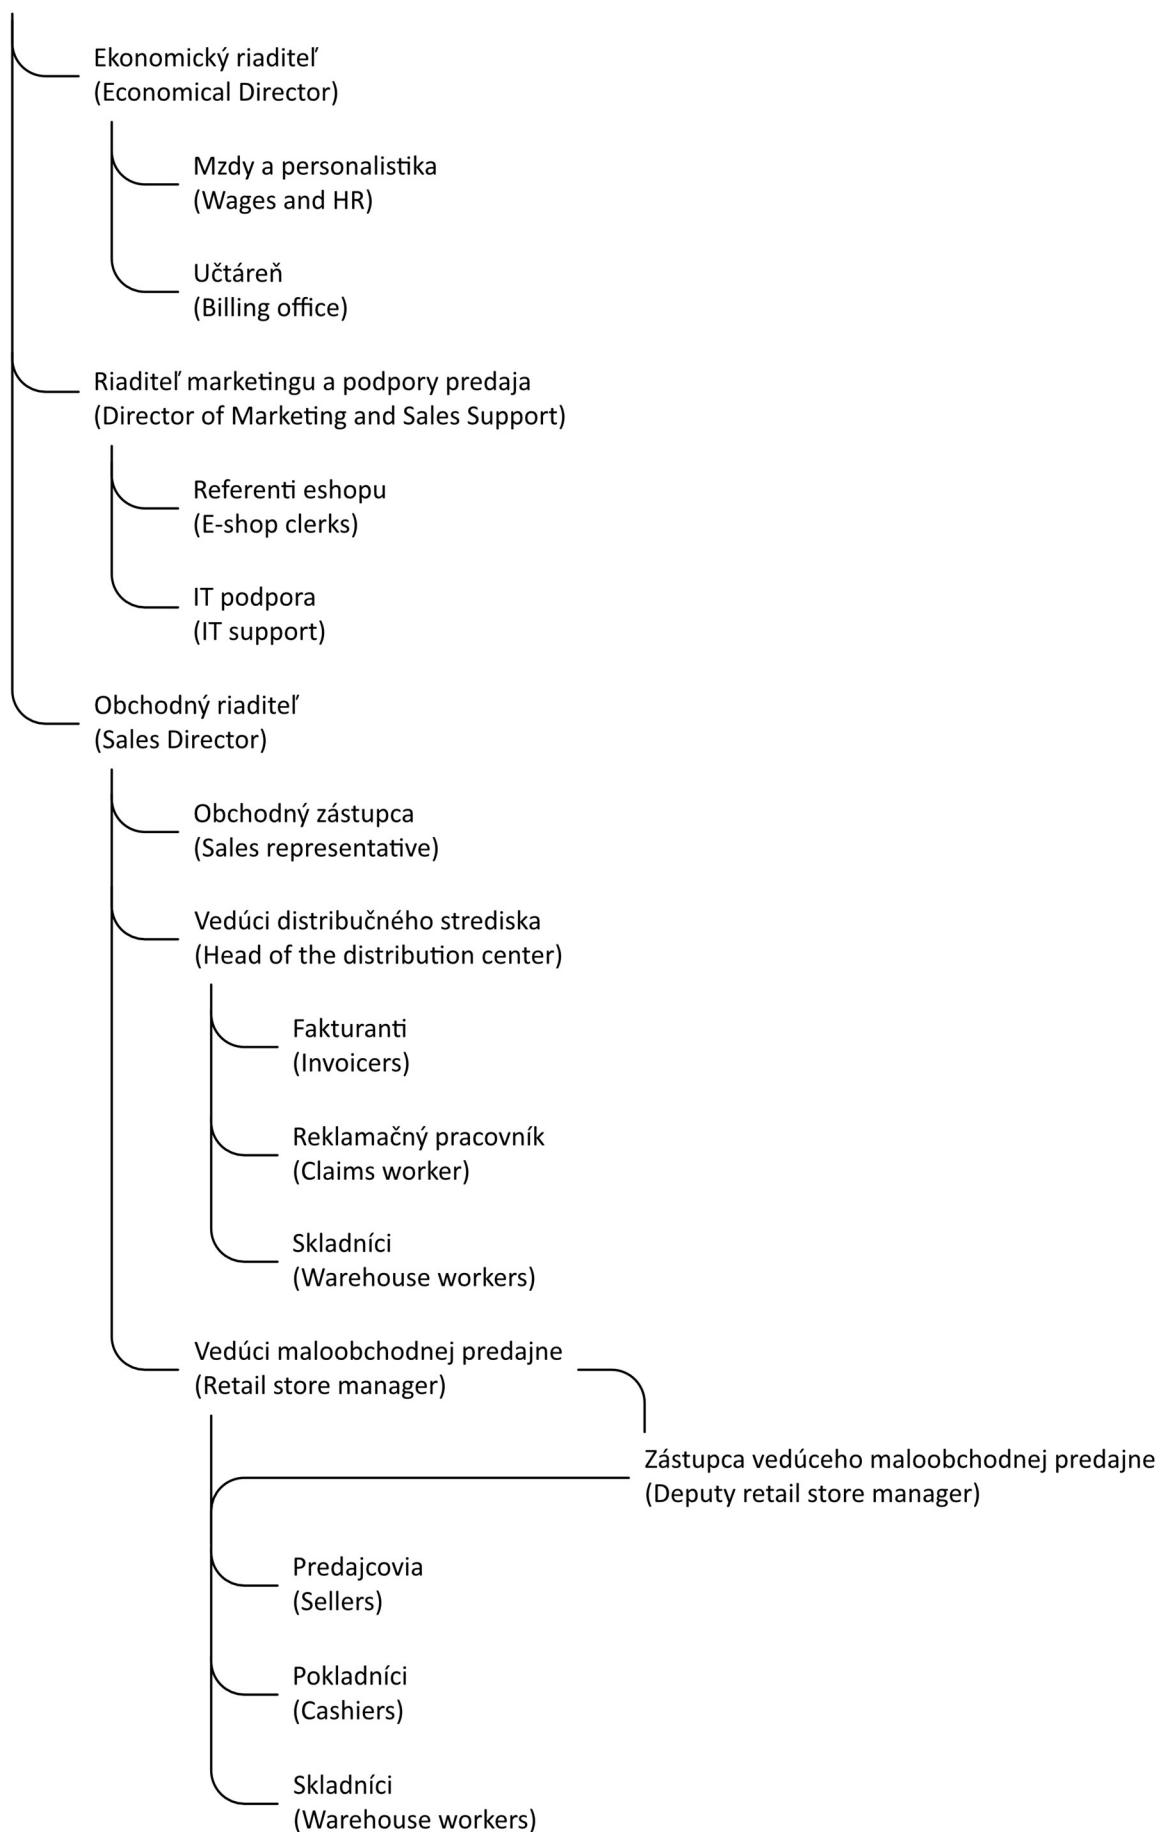 Ekonomický riaditeľ
(Economical Director)
Mzdy a personalistika
(Wages and HR)
Učtáreň
(Billing office)
Riaditeľ marketingu a podpory predaja
(Director of Marketing and Sales Support)
Referenti eshopu
(E-shop clerks)
IT podpora
(IT support)
Obchodný riaditeľ
(Sales Director)
Obchodný zástupca
(Sales representative)
Vedúci distribučného strediska
(Head of the distribution center)
Fakturanti
(Invoicers)
Reklamačný pracovník
(Claims worker)
Skladníci
(Warehouse workers)
Vedúci maloobchodnej predajne
(Retail store manager)
Zástupca vedúceho maloobchodnej predajne
(Deputy retail store manager)
Predajcovia
(Sellers)
Pokladníci
(Cashiers)
Skladníci
(Warehouse workers)